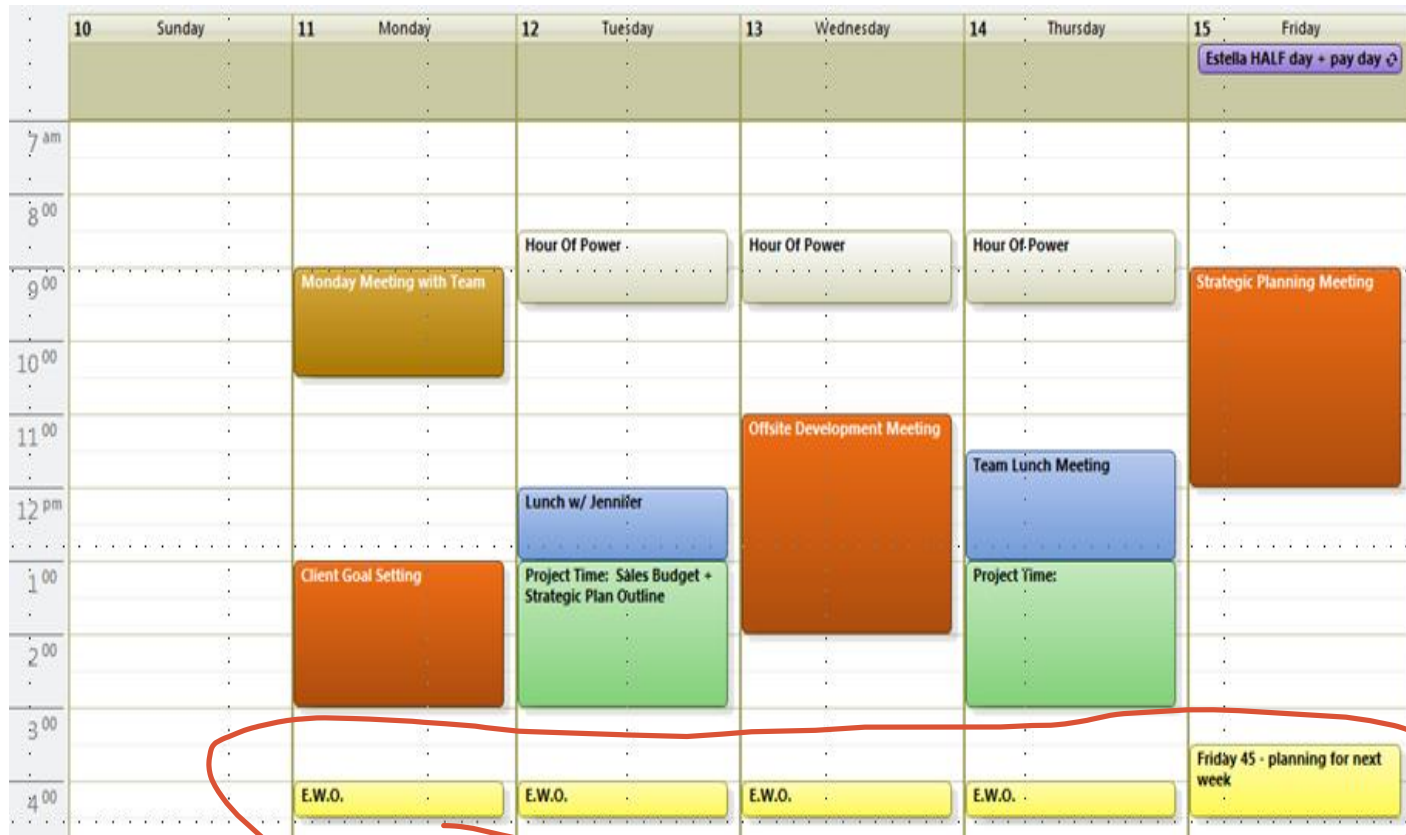 10 Sunday 11 Monday 12 Tuesday 13 Wednesday 14 Thursday 15 Friday
Estella HALF day + pay day
7 am
8 00
Hour Of Power
Hour Of Power
Hour Of Power
9 00
Monday Meeting with Team
Strategic Planning Meeting
10 00
11 00
Offsite Development Meeting
Team Lunch Meeting
12 pm
Lunch w/ Jennifer
1 00
Client Goal Setting
Project Time: Sales Budget +
Strategic Plan Outline
Project Time:
2 00
3 00
Friday 45 - planning for next
week
4 00
E.W.O.
E.W.O.
E.W.O.
E.W.O.